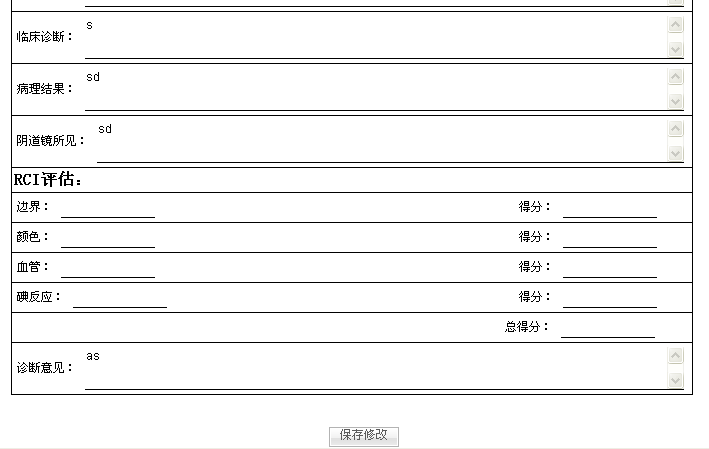 临床诊断： s
病理结果： sd
阴道镜所见： sd
RCI评估：
边界： 得分：
颜色： 得分：
血管： 得分：
碘反应： 得分：
总得分：
诊断意见： as
保存修改